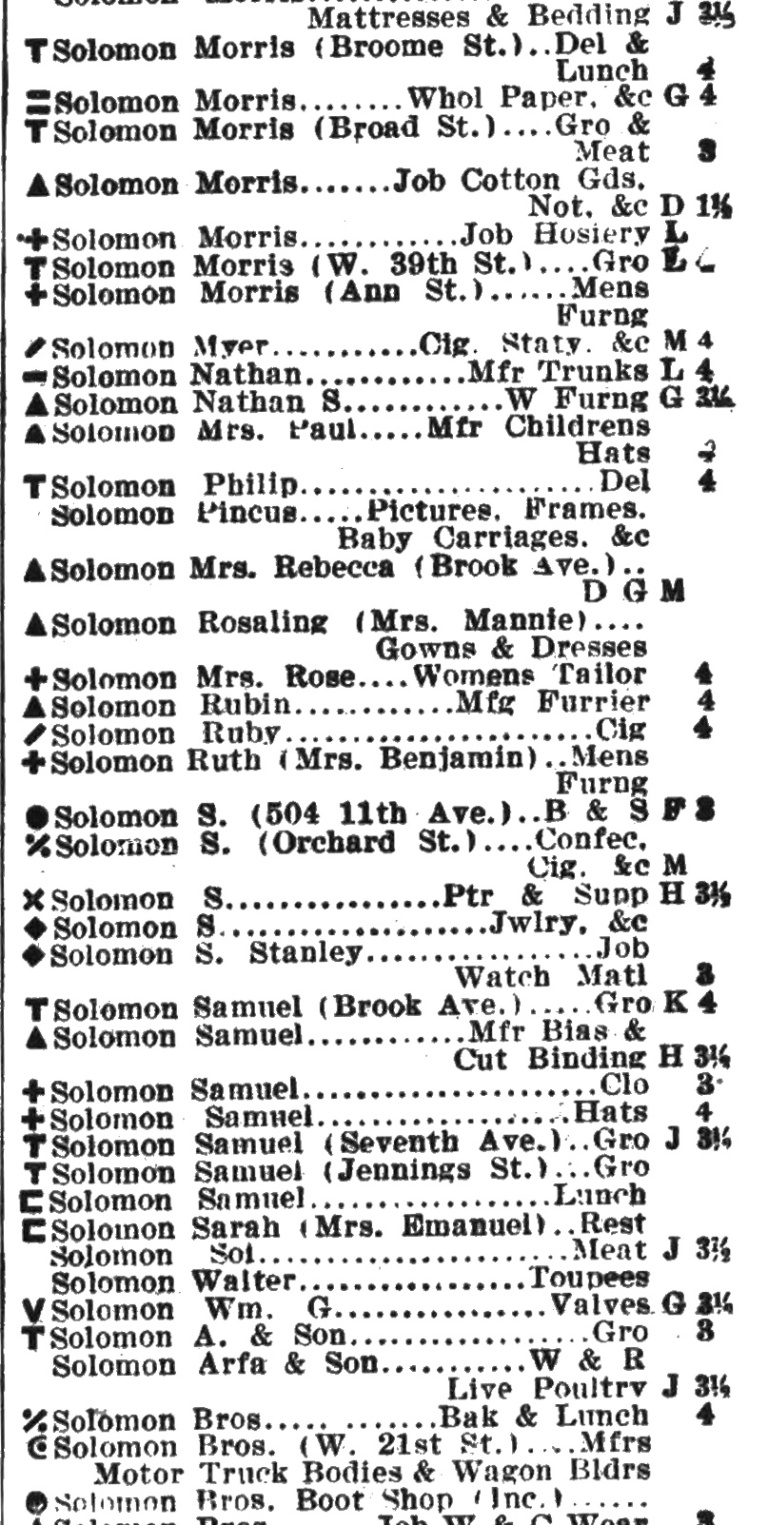 Mattresses & Bedding J 3½
T Solomon Morris (Broome St.)..Del &
Lunch 4
Solomon Morris........Whol Paper, &c G 4
T Solomon Morris (Broad St.)....Gro &
Meat 3
▲ Solomon Morris.......Job Cotton Gds,
Not, &c D 1½
+ Solomon Morris............Job Hosiery L
T Solomon Morris (W. 39th St.)....Gro L
+ Solomon Morris (Ann St.)......Mens
Furng
Solomon Myer...........Cig, Staty, &c M 4
▬ Solomon Nathan............Mfr Trunks L 4
▲ Solomon Nathan S............W Furng G
▲ Solomon Mrs. Paul.....Mfr Childrens
Hats
T Solomon Philip......................Del 4
Solomon Pincus.....Pictures, Frames,
Baby Carriages, &c
▲ Solomon Mrs. Rebecca (Brook Ave.)..
D G M
▲ Solomon Rosaling (Mrs. Mannie)....
Gowns & Dresses
+ Solomon Mrs. Rose....Womens Tailor 4
▲ Solomon Rubin............Mfg Furrier 4
Solomon Ruby......................Cig 4
+ Solomon Ruth (Mrs. Benjamin)..Mens
Furng
● Solomon S. (504 11th Ave.)..B & S F 3
٪ Solomon S. (Orchard St.)....Confec,
Cig, &c M
✕ Solomon S................Ptr & Supp H 3½
◆ Solomon S....................Jwlry, &c
◆ Solomon S. Stanley.................Job
Watch Matl 3
T Solomon Samuel (Brook Ave.).....Gro K 4
▲ Solomon Samuel............Mfr Bias &
Cut Binding H 3½
+ Solomon Samuel.......................Clo 3
+ Solomon Samuel...................Hats 4
T Solomon Samuel (Seventh Ave.)..Gro J 3½
T Solomon Samuel (Jennings St.)...Gro
⊏ Solomon Samuel.................Lunch
⊏ Solomon Sarah (Mrs. Emanuel)..Rest
Solomon Sol......................Meat J 3½
Solomon Walter................Toupees
V Solomon Wm. G................Valves G 3½
T Solomon A. & Son.................Gro 3
Solomon Arfa & Son...........W & R
Live Poultry J 3½
٪ Solomon Bros............Bak & Lunch 4
Solomon Bros. (W. 21st St.)....Mfrs
Motor Truck Bodies & Wagon Bldrs
Solomon Bros. Boot Shop (Inc.)......